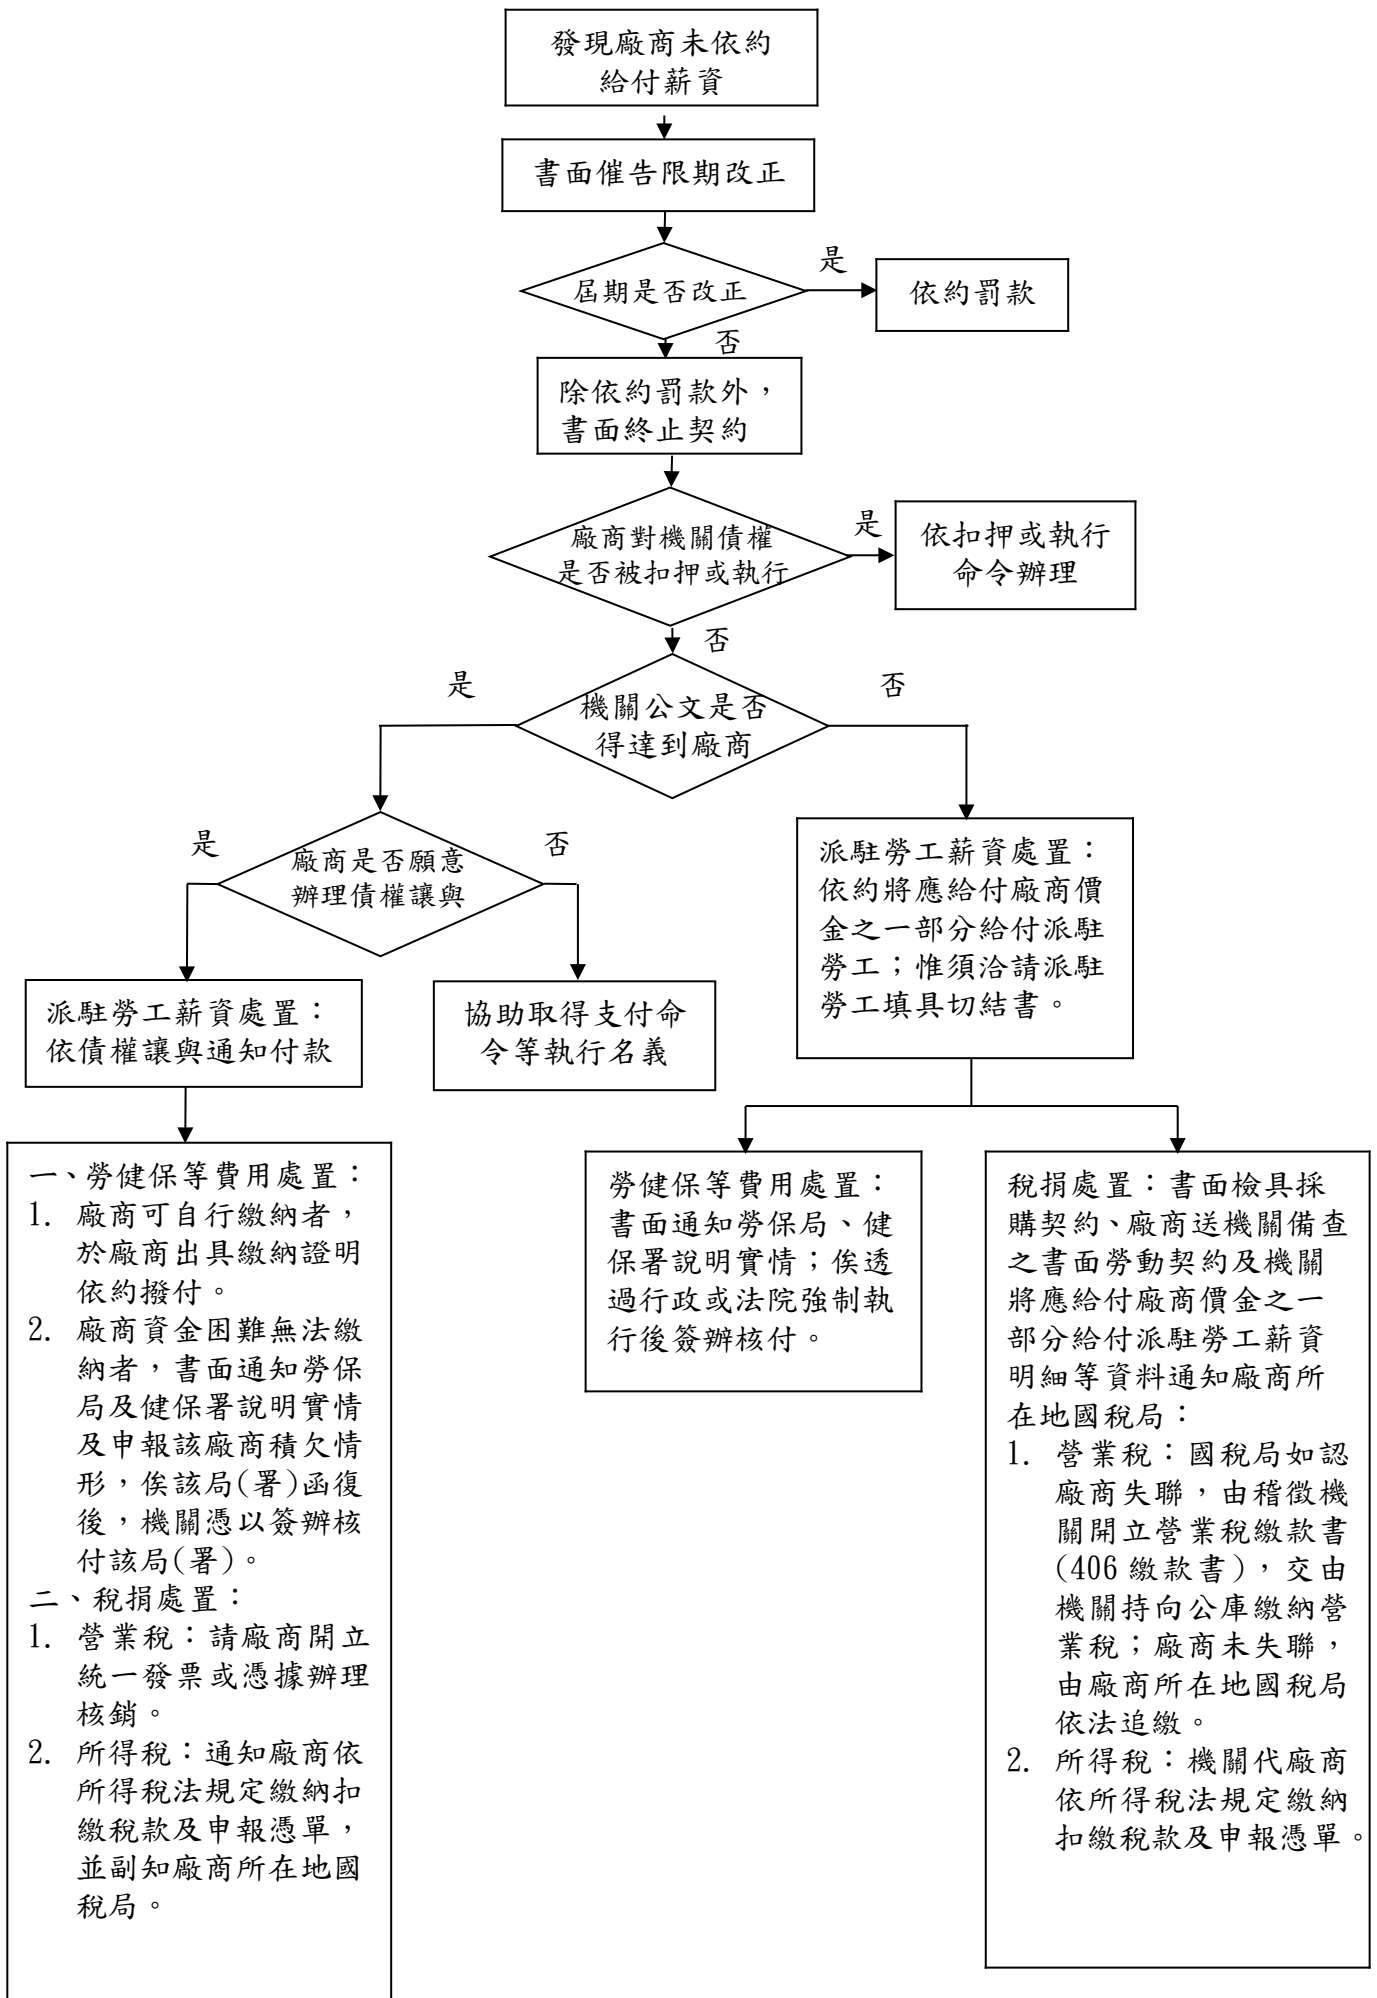 發現廠商未依約
給付薪資
書面催告限期改正
屆期是否改正
是
依約罰款
否
除依約罰款外，
書面終止契約
廠商對機關債權
是否被扣押或執行
是
依扣押或執行
命令辦理
否
機關公文是否
得達到廠商
是
否
廠商是否願意
辦理債權讓與
是
否
派駐勞工薪資處置：
依約將應給付廠商價
金之一部分給付派駐
勞工；惟須洽請派駐
勞工填具切結書。
派駐勞工薪資處置：
依債權讓與通知付款
協助取得支付命
令等執行名義
一、勞健保等費用處置：
1. 廠商可自行繳納者，
於廠商出具繳納證明
依約撥付。
2. 廠商資金困難無法繳
納者，書面通知勞保
局及健保署說明實情
及申報該廠商積欠情
形，俟該局(署)函復
後，機關憑以簽辦核
付該局(署)。
二、稅捐處置：
1. 營業稅：請廠商開立
統一發票或憑據辦理
核銷。
2. 所得稅：通知廠商依
所得稅法規定繳納扣
繳稅款及申報憑單，
並副知廠商所在地國
稅局。
勞健保等費用處置：
書面通知勞保局、健
保署說明實情；俟透
過行政或法院強制執
行後簽辦核付。
稅捐處置：書面檢具採
購契約、廠商送機關備查
之書面勞動契約及機關
將應給付廠商價金之一
部分給付派駐勞工薪資
明細等資料通知廠商所
在地國稅局：
1. 營業稅：國稅局如認
廠商失聯，由稽徵機
關開立營業稅繳款書
(406 繳款書)，交由
機關持向公庫繳納營
業稅；廠商未失聯，
由廠商所在地國稅局
依法追繳。
2. 所得稅：機關代廠商
依所得稅法規定繳納
扣繳稅款及申報憑單。